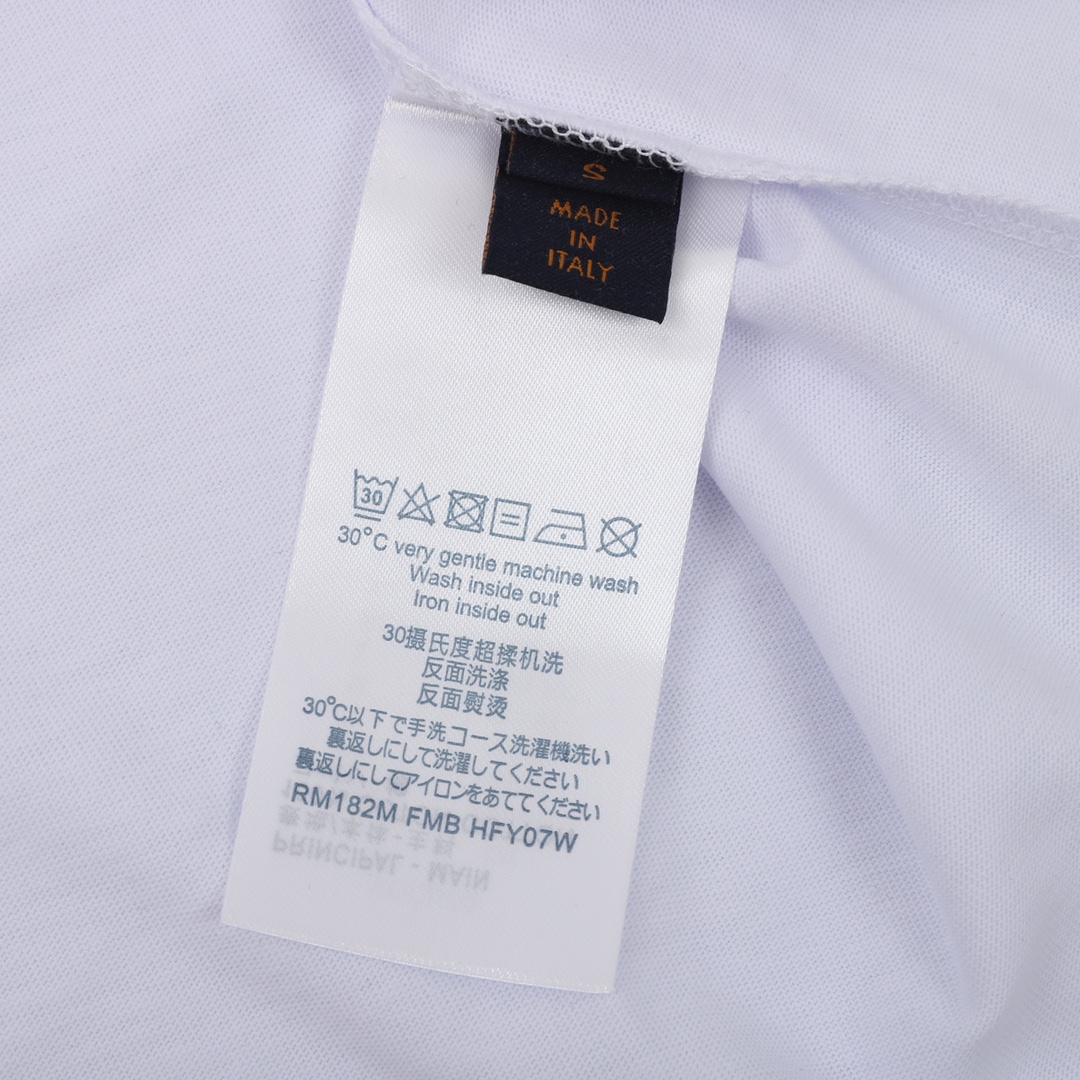 S
MADE
IN
ITALY
30
30°C very gentle machine wash
Wash inside out
Iron inside out
30摄氏度超揉机洗
反面洗涤
反面熨烫
30℃以下で手洗コース洗濯機洗い
裏返しにして洗濯してください
裏返しにしてアイロンをあててください
RM182M FMB HFY07W
PRINCIPAL - MAIN